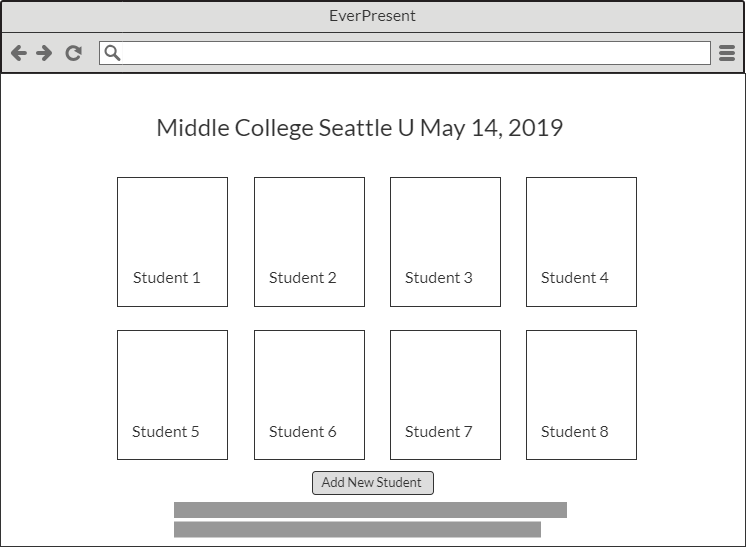 EverPresent
Middle College Seattle U May 14, 2019
Student 1 Student 2 Student 3 Student 4
Student 5 Student 6 Student 7 Student 8
Add New Student